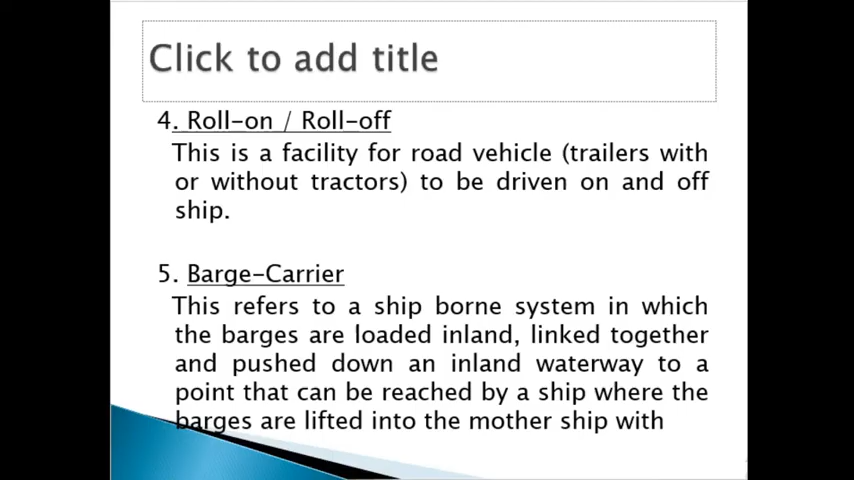 Click to add title
4. Roll-on / Roll-off
This is a facility for road vehicle (trailers with
or without tractors) to be driven on and off
ship.
5. Barge-Carrier
This refers to a ship borne system in which
the barges are loaded inland, linked together
and pushed down an inland waterway to a
point that can be reached by a ship where the
barges are lifted into the mother ship with